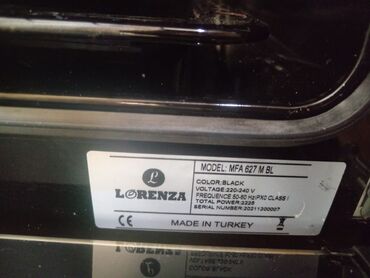 L
LORENZA
MODEL: MFA 627 M BL
COLOR:BLACK
VOLTAGE:220-240 V
FREQUENCE 50-60 Hz IPX0 CLASS I
TOTAL POWER:2225
SERIAL NUMBER:20211300007
CE MADE IN TURKEY